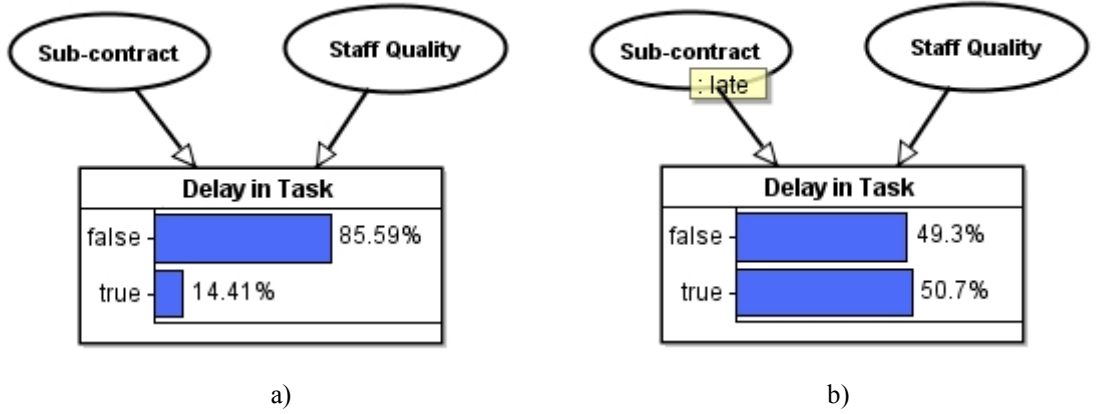 Sub-contract
Staff Quality
Delay in Task
false
85.59%
true
14.41%
a)
Sub-contract
: late
Staff Quality
Delay in Task
false
49.3%
true
50.7%
b)